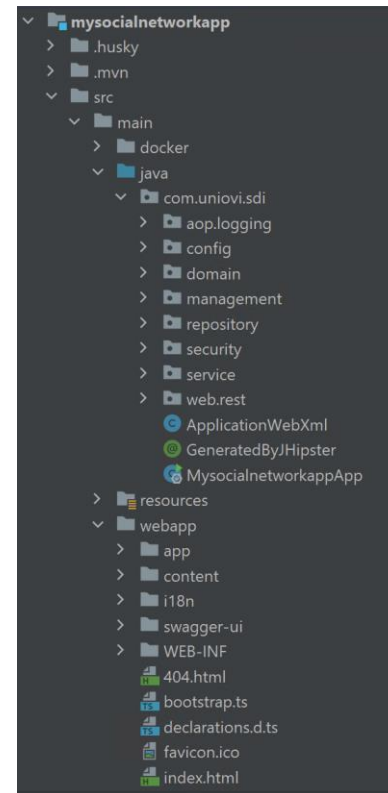 mysocialnetworkapp
.husky
.mvn
src
main
docker
java
com.uniovi.sdi
aop.logging
config
domain
management
repository
security
service
web.rest
ApplicationWebXml
GeneratedByJHipster
MysocialnetworkappApp
resources
webapp
app
content
i18n
swagger-ui
WEB-INF
404.html
bootstrap.ts
declarations.d.ts
favicon.ico
index.html